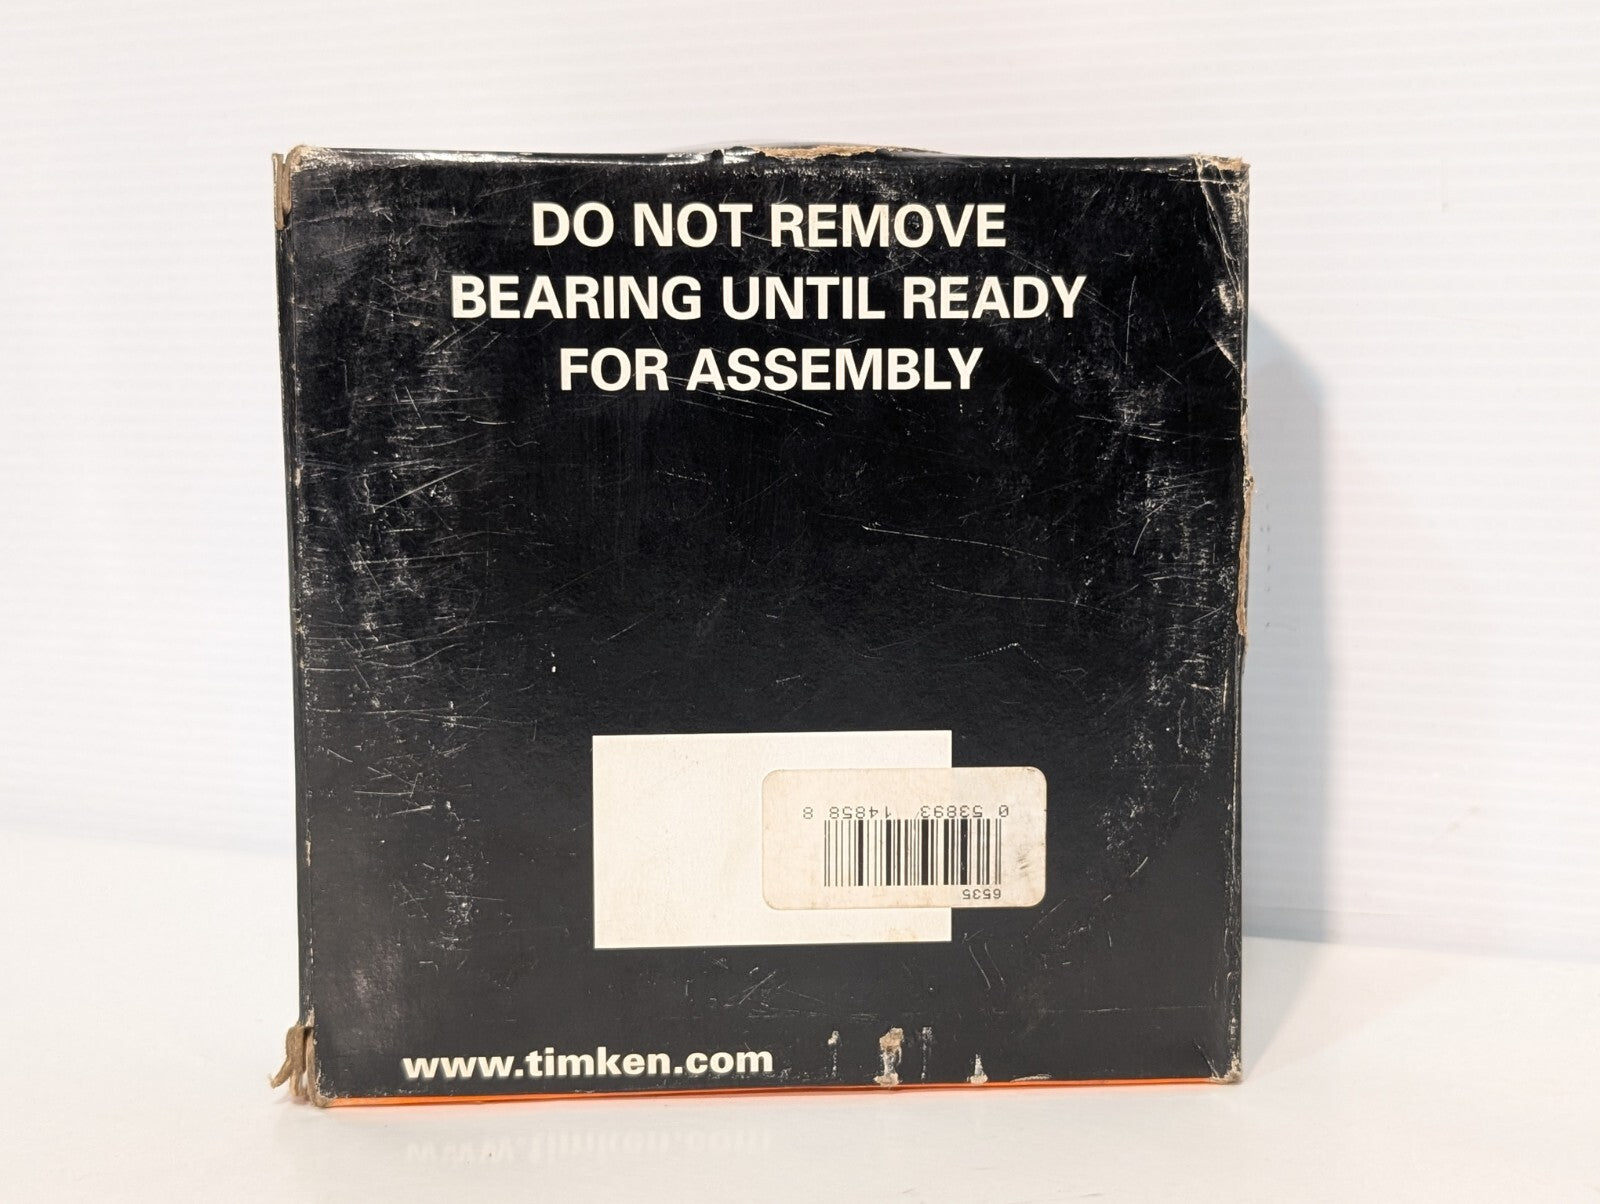 DO NOT REMOVE
BEARING UNTIL READY
FOR ASSEMBLY
6535
0 53893 14858 8
www.timken.com